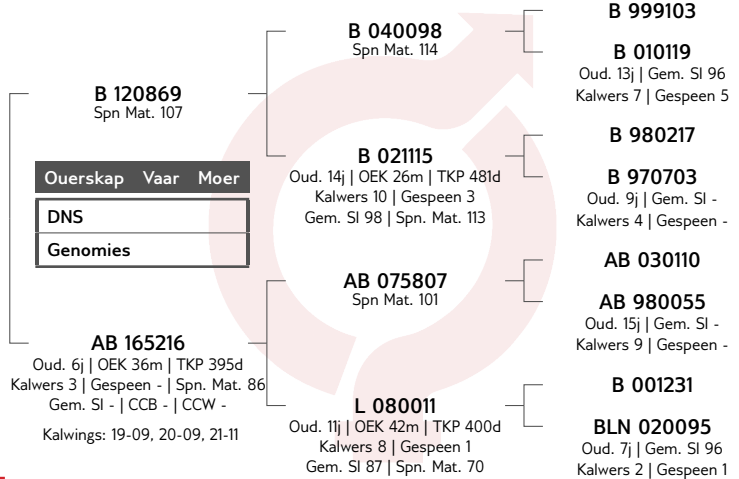 B 120869
Spn Mat. 107
Ouerskap Vaar Moer
DNS
Genomies
AB 165216
Oud. 6j | OEK 36m | TKP 395d
Kalwers 3 | Gespeen - | Spn. Mat. 86
Gem. SI - | CCB - | CCW -
Kalwings: 19-09, 20-09, 21-11
B 040098
Spn Mat. 114
B 021115
Oud. 14j | OEK 26m | TKP 481d
Kalwers 10 | Gespeen 3
Gem. SI 98 | Spn. Mat. 113
AB 075807
Spn Mat. 101
L 080011
Oud. 11j | OEK 42m | TKP 400d
Kalwers 8 | Gespeen 1
Gem. SI 87 | Spn. Mat. 70
B 999103
B 010119
Oud. 13j | Gem. SI 96
Kalwers 7 | Gespeen 5
B 980217
B 970703
Oud. 9j | Gem. SI -
Kalwers 4 | Gespeen -
AB 030110
AB 980055
Oud. 15j | Gem. SI -
Kalwers 9 | Gespeen -
B 001231
BLN 020095
Oud. 7j | Gem. SI 96
Kalwers 2 | Gespeen 1